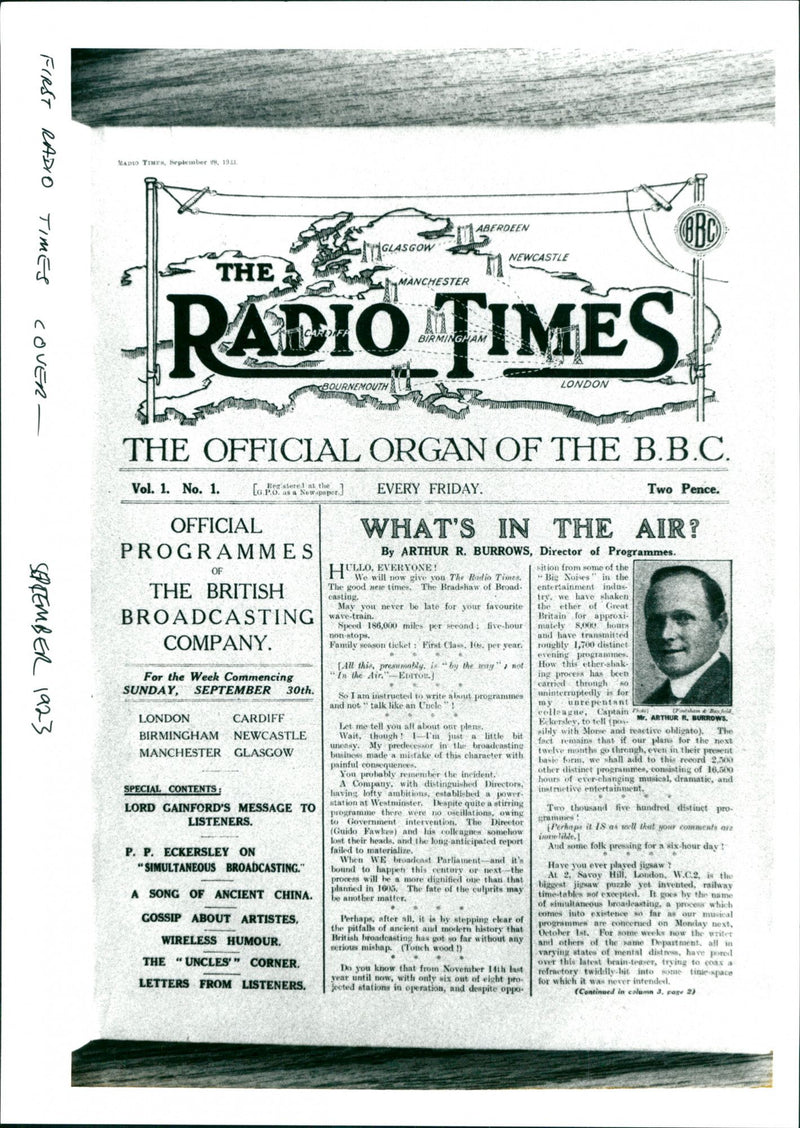 FIRST RADIO TIMES COVER —
SEPTEMBER 1923
RADIO TIMES, September 28, 1923.
BBC
ABERDEEN
GLASGOW
NEWCASTLE
THE
MANCHESTER
RADIO TIMES
CARDIFF
BIRMINGHAM
BOURNEMOUTH
LONDON
THE OFFICIAL ORGAN OF THE B.B.C.
Vol. 1. No. 1.
[Registered at the
G.P.O. as a Newspaper.]
EVERY FRIDAY.
Two Pence.
OFFICIAL
PROGRAMMES
OF
THE BRITISH
BROADCASTING
COMPANY.
For the Week Commencing
SUNDAY, SEPTEMBER 30th.
LONDON CARDIFF
BIRMINGHAM NEWCASTLE
MANCHESTER GLASGOW
SPECIAL CONTENTS:
LORD GAINFORD'S MESSAGE TO
LISTENERS.
P. P. ECKERSLEY ON
"SIMULTANEOUS BROADCASTING."
A SONG OF ANCIENT CHINA.
GOSSIP ABOUT ARTISTES.
WIRELESS HUMOUR.
THE "UNCLES'" CORNER.
LETTERS FROM LISTENERS.
WHAT'S IN THE AIR?
By ARTHUR R. BURROWS, Director of Programmes.
HULLO, EVERYONE!
We will now give you The Radio Times.
The good new times. The Bradshaw of Broad-
casting.
May you never be late for your favourite
wave-train.
Speed 186,000 miles per second; five-hour
non-stops.
Family season ticket: First Class, 10s. per year.
* * * *
[All this, presumably, is "by the way"; not
"In the Air."—EDITOR.]
* * * *
So I am instructed to write about programmes
and not "talk like an Uncle"!
* * * *
Let me tell you all about our plans.
Wait, though! I—I'm just a little bit
uneasy. My predecessor in the broadcasting
business made a mistake of this character with
painful consequences.
You probably remember the incident.
A Company, with distinguished Directors,
having lofty ambitions, established a power-
station at Westminster. Despite quite a stirring
programme there were no oscillations, owing
to Government intervention. The Director
(Guido Fawkes) and his colleagues somehow
lost their heads, and the long-anticipated report
failed to materialize.
When WE broadcast Parliament—and it's
bound to happen this century or next—the
process will be a more dignified one than that
planned in 1605. The fate of the culprits may
be another matter.
* * * *
Perhaps, after all, it is by stepping clear of
the pitfalls of ancient and modern history that
British broadcasting has got so far without any
serious mishap. (Touch wood!)
* * * *
Do you know that from November 14th last
year until now, with only six out of eight pro-
jected stations in operation, and despite oppo-
sition from some of the
"Big Noises" in the
entertainment indus-
try, we have shaken
the ether of Great
Britain for approxi-
mately 8,000 hours
and have transmitted
roughly 1,700 distinct
evening programmes.
How this ether-shak-
ing process has been
carried through so
uninterruptedly is for
my unrepentant
colleague, Captain
Eckersley, to tell (pos-
sibly with Morse and reactive obligato). The
fact remains that if our plans for the next
twelve months go through, even in their present
basic form, we shall add to this record 2,500
other distinct programmes, consisting of 16,500
hours of ever-changing musical, dramatic, and
instructive entertainment.
* * * *
Two thousand five hundred distinct pro-
grammes!
[Perhaps it IS as well that your comments are
inaudible.]
And some folk pressing for a six-hour day!
* * * *
Have you ever played jigsaw?
At 2, Savoy Hill, London, W.C.2, is the
biggest jigsaw puzzle yet invented, railway
time-tables not excepted. It goes by the name
of simultaneous broadcasting, a process which
comes into existence so far as our musical
programmes are concerned on Monday next,
October 1st. For some weeks now the writer
and others of the same Department, all in
varying states of mental distress, have pored
over this latest brain-teaser, trying to coax a
refractory twiddly-bit into some time-space
for which it was never intended.
(Continued in column 3, page 2)
Photo] [Foulsham & Banfield.
Mr. ARTHUR R. BURROWS.